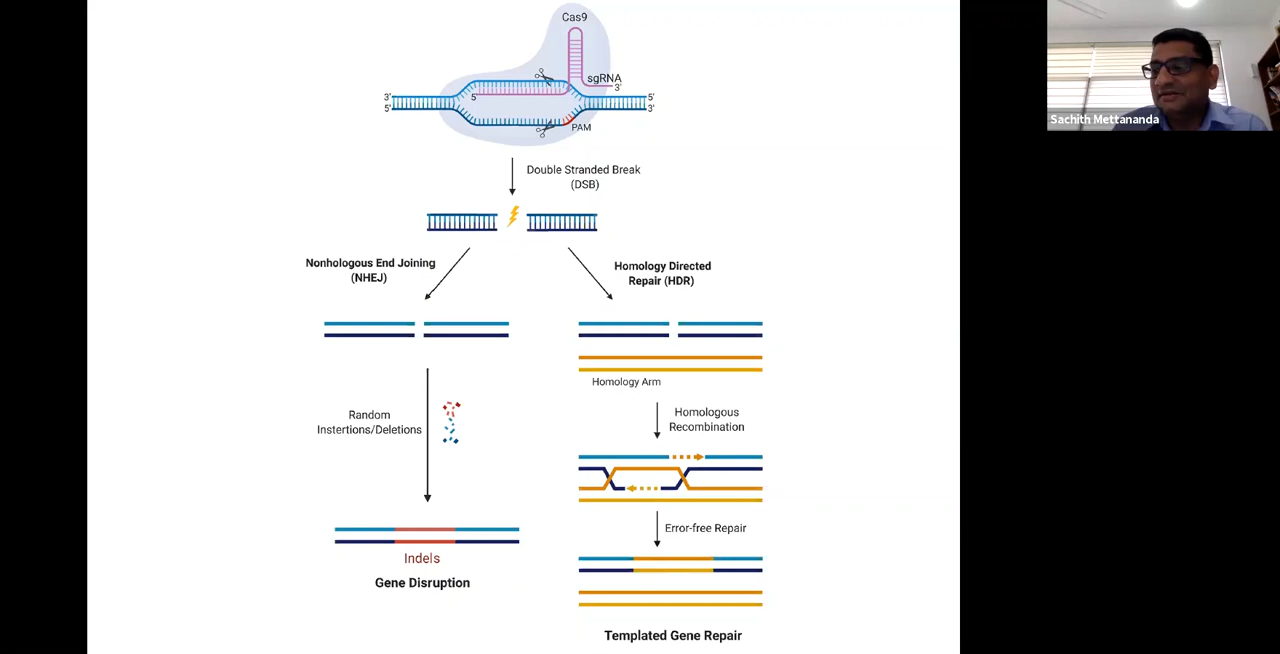 Cas9
sgRNA
3'
3'
5'
5'
5'
3'
PAM
Double Stranded Break
(DSB)
Nonhologous End Joining
(NHEJ)
Homology Directed
Repair (HDR)
Homology Arm
Random
Instertions/Deletions
Homologous
Recombination
Error-free Repair
Indels
Gene Disruption
Templated Gene Repair
Sachith Mettananda